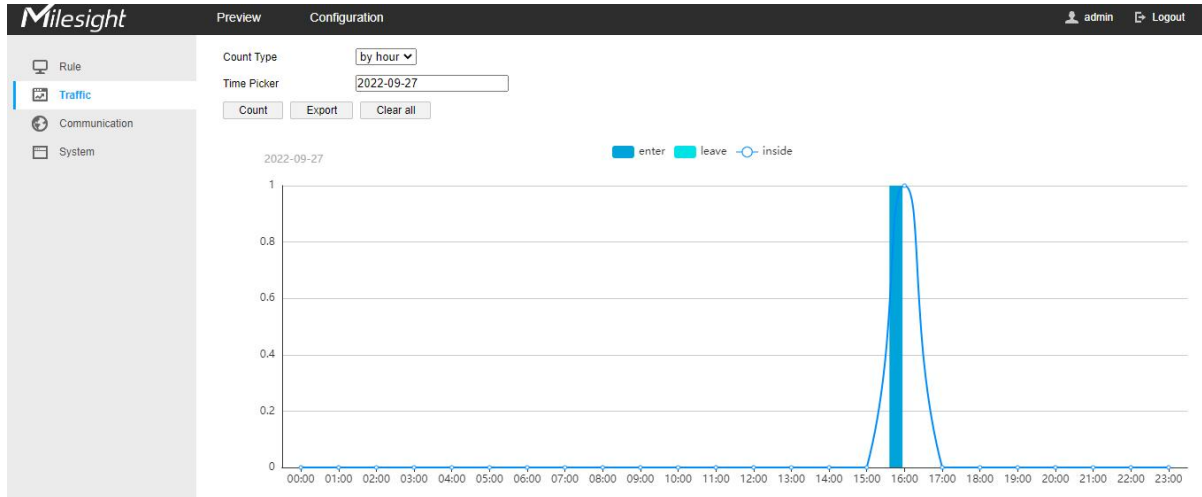 Milesight Preview Configuration admin Logout
Rule
Traffic
Communication
System
Count Type by hour
Time Picker 2022-09-27
Count Export Clear all
2022-09-27 enter leave inside
1
0.8
0.6
0.4
0.2
0
00:00 01:00 02:00 03:00 04:00 05:00 06:00 07:00 08:00 09:00 10:00 11:00 12:00 13:00 14:00 15:00 16:00 17:00 18:00 19:00 20:00 21:00 22:00 23:00